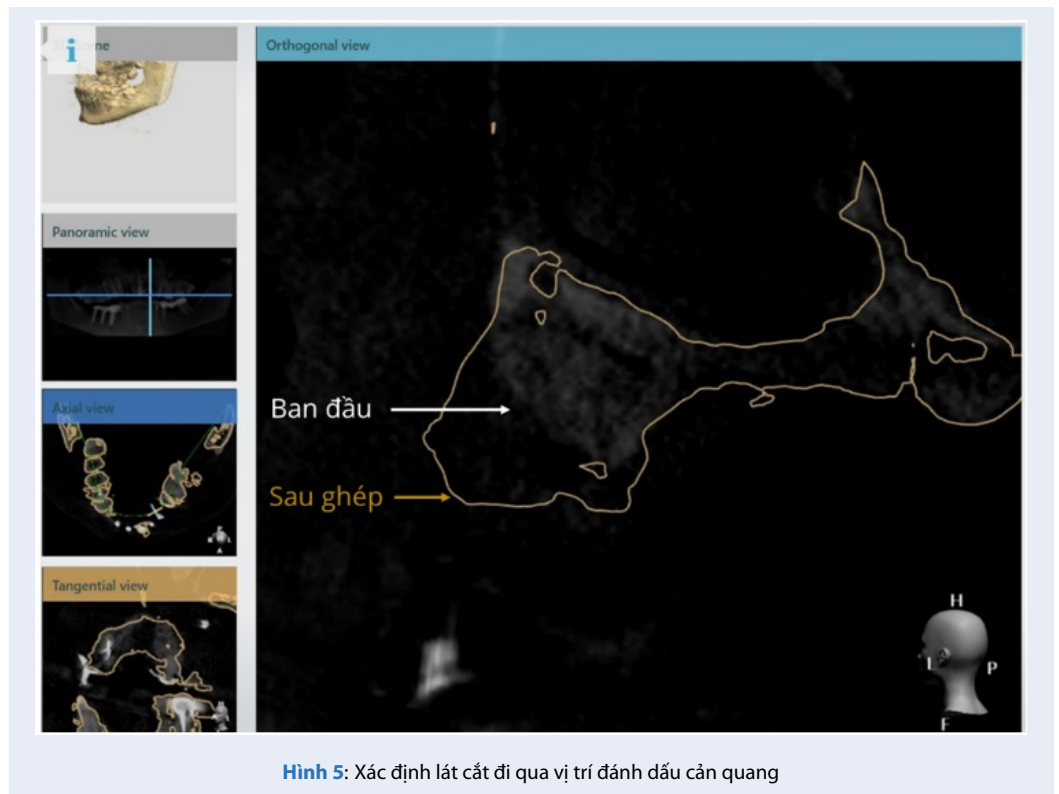 i
Orthogonal view
Panoramic view
Axial view
Tangential view
Ban đầu
Sau ghép
H
L
P
F
Hình 5: Xác định lát cắt đi qua vị trí đánh dấu cản quang